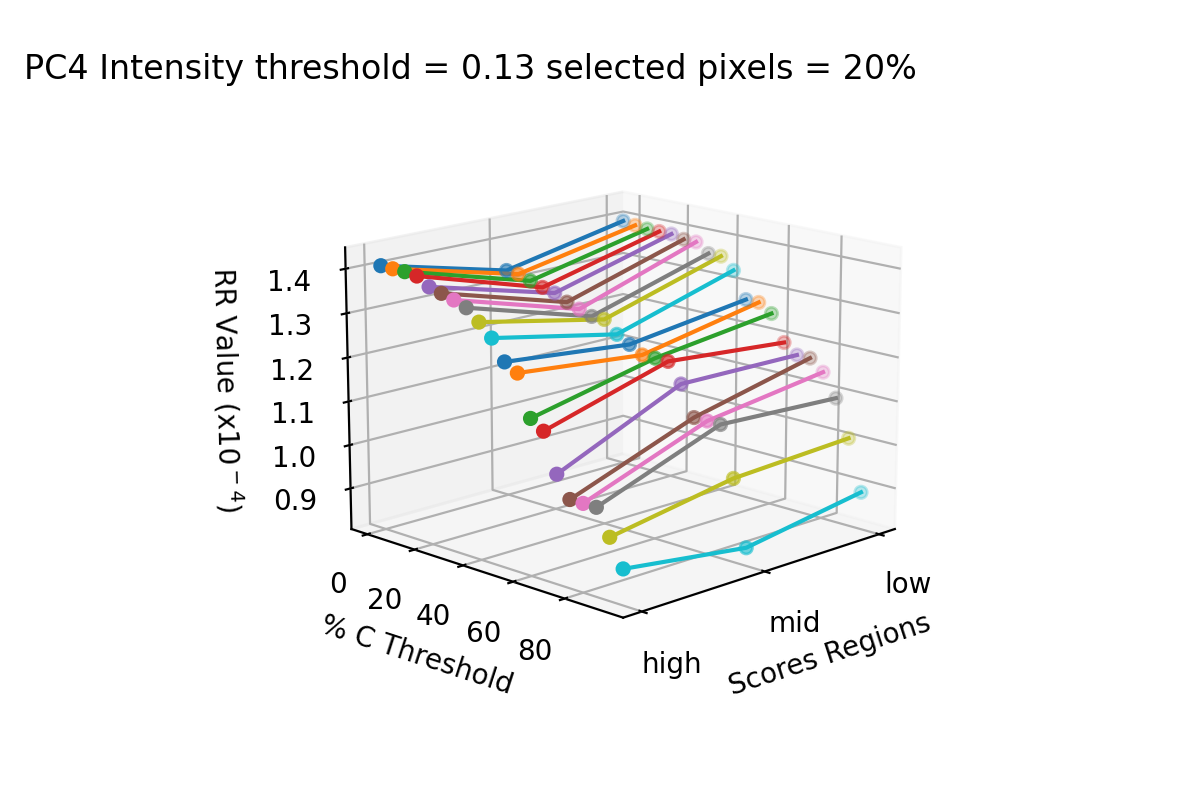 PC4 Intensity threshold = 0.13 selected pixels = 20%
RR Value (x10⁻⁴)
1.4
1.3
1.2
1.1
1.0
0.9
0
20
40
60
80
% C Threshold
high
mid
low
Scores Regions